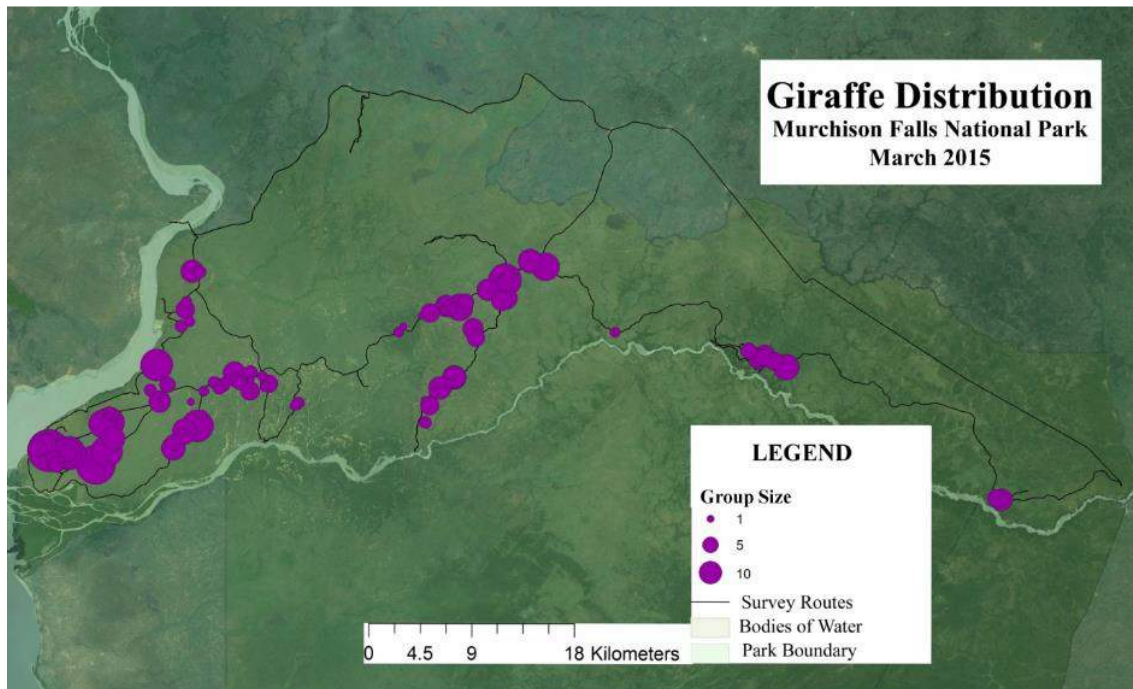 Giraffe Distribution
Murchison Falls National Park
March 2015
LEGEND
Group Size
1
5
10
Survey Routes
Bodies of Water
Park Boundary
0 4.5 9 18 Kilometers